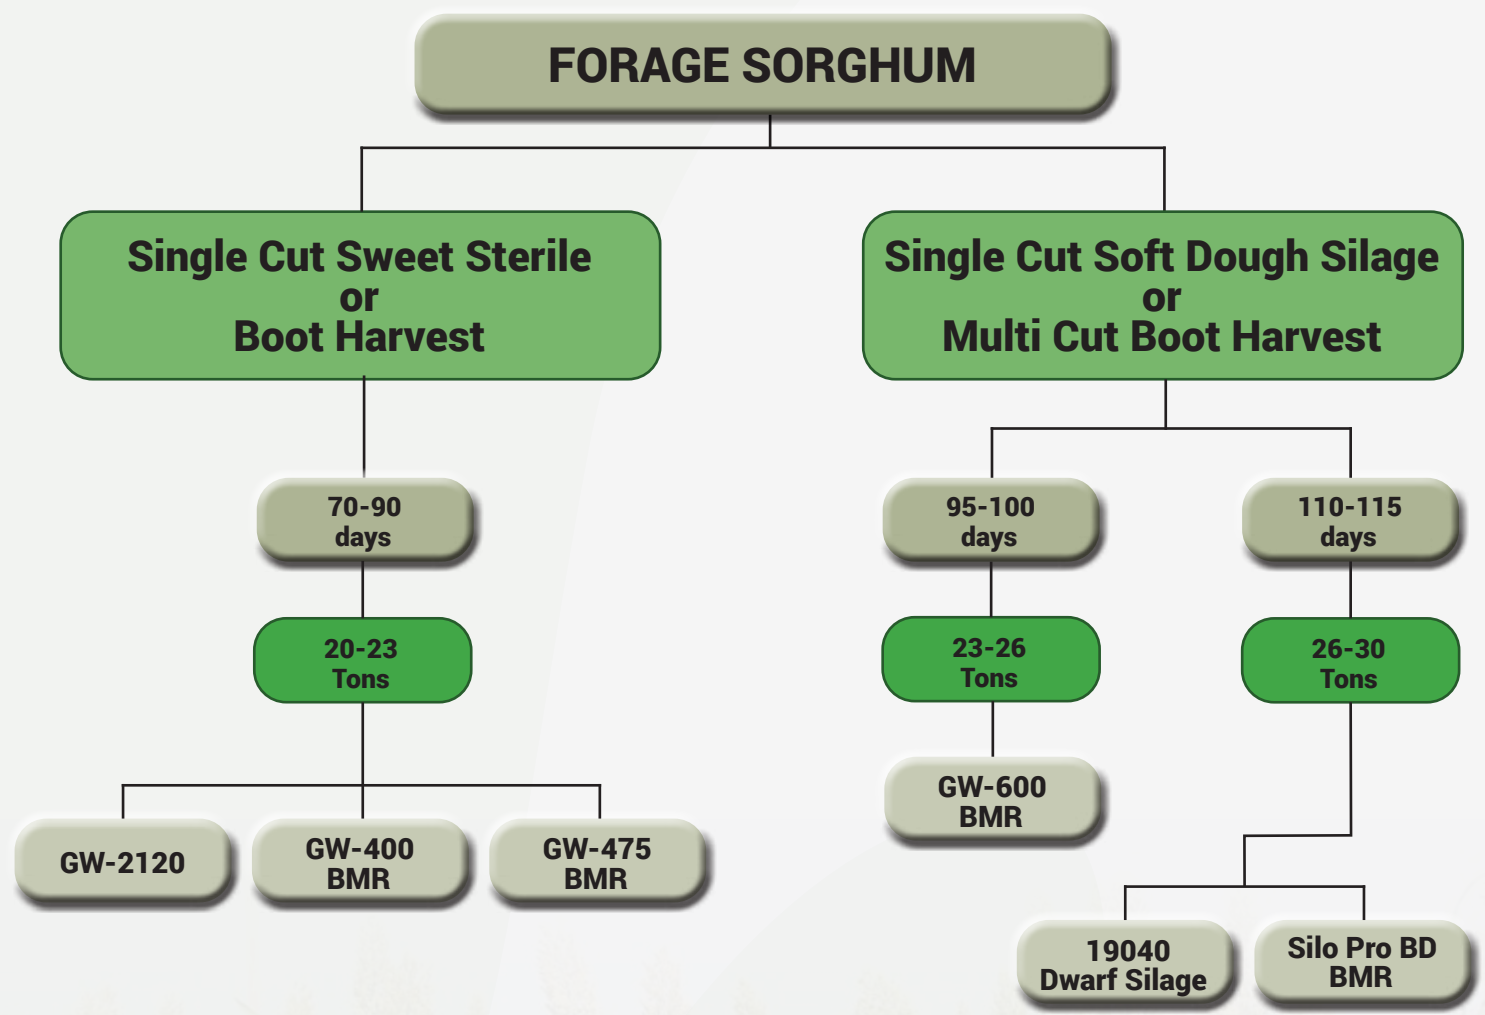 FORAGE SORGHUM
Single Cut Sweet Sterile
or
Boot Harvest
Single Cut Soft Dough Silage
or
Multi Cut Boot Harvest
70-90
days
95-100
days
110-115
days
20-23
Tons
23-26
Tons
26-30
Tons
GW-600
BMR
GW-2120
GW-400
BMR
GW-475
BMR
19040
Dwarf Silage
Silo Pro BD
BMR